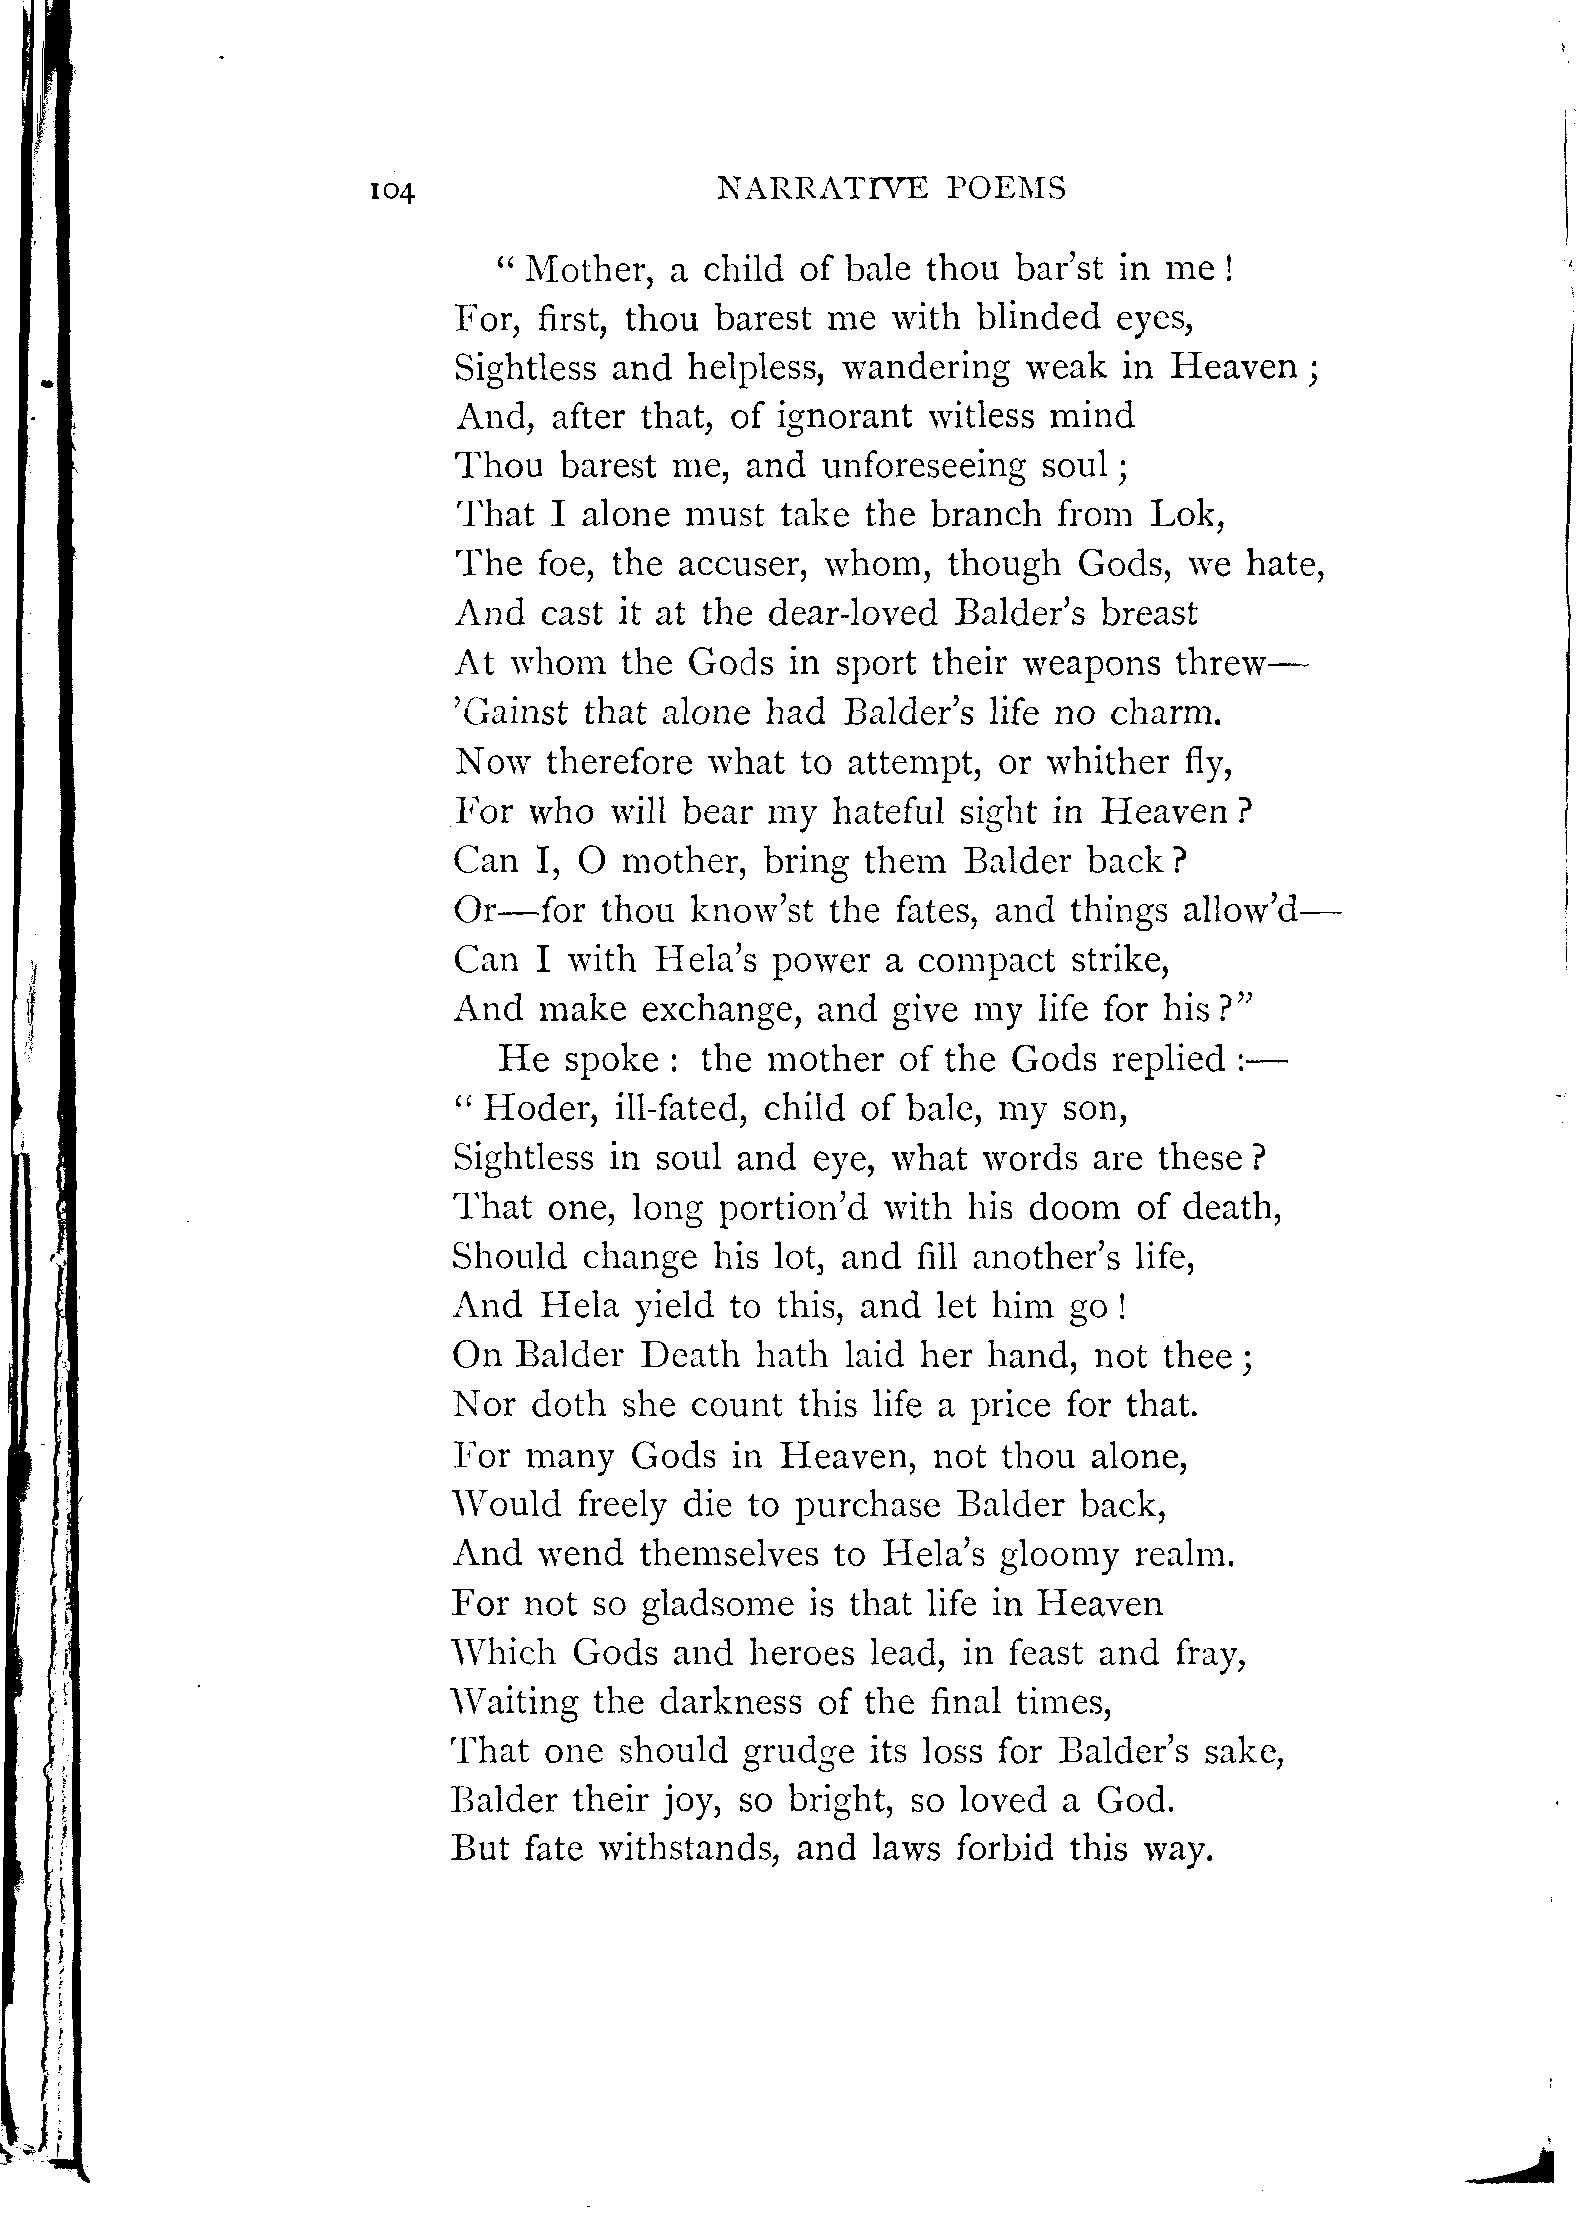 104 NARRATIVE POEMS
“ Mother, a child of bale thou bar’st in me !
For, first, thou barest me with blinded eyes,
Sightless and helpless, wandering weak in Heaven ;
And, after that, of ignorant witless mind
Thou barest me, and unforeseeing soul ;
That I alone must take the branch from Lok,
The foe, the accuser, whom, though Gods, we hate,
And cast it at the dear-loved Balder’s breast
At whom the Gods in sport their weapons threw—
’Gainst that alone had Balder’s life no charm.
Now therefore what to attempt, or whither fly,
For who will bear my hateful sight in Heaven ?
Can I, O mother, bring them Balder back ?
Or—for thou know’st the fates, and things allow’d—
Can I with Hela’s power a compact strike,
And make exchange, and give my life for his ?”
He spoke : the mother of the Gods replied :—
“ Hoder, ill-fated, child of bale, my son,
Sightless in soul and eye, what words are these ?
That one, long portion’d with his doom of death,
Should change his lot, and fill another’s life,
And Hela yield to this, and let him go !
On Balder Death hath laid her hand, not thee ;
Nor doth she count this life a price for that.
For many Gods in Heaven, not thou alone,
Would freely die to purchase Balder back,
And wend themselves to Hela’s gloomy realm.
For not so gladsome is that life in Heaven
Which Gods and heroes lead, in feast and fray,
Waiting the darkness of the final times,
That one should grudge its loss for Balder’s sake,
Balder their joy, so bright, so loved a God.
But fate withstands, and laws forbid this way.